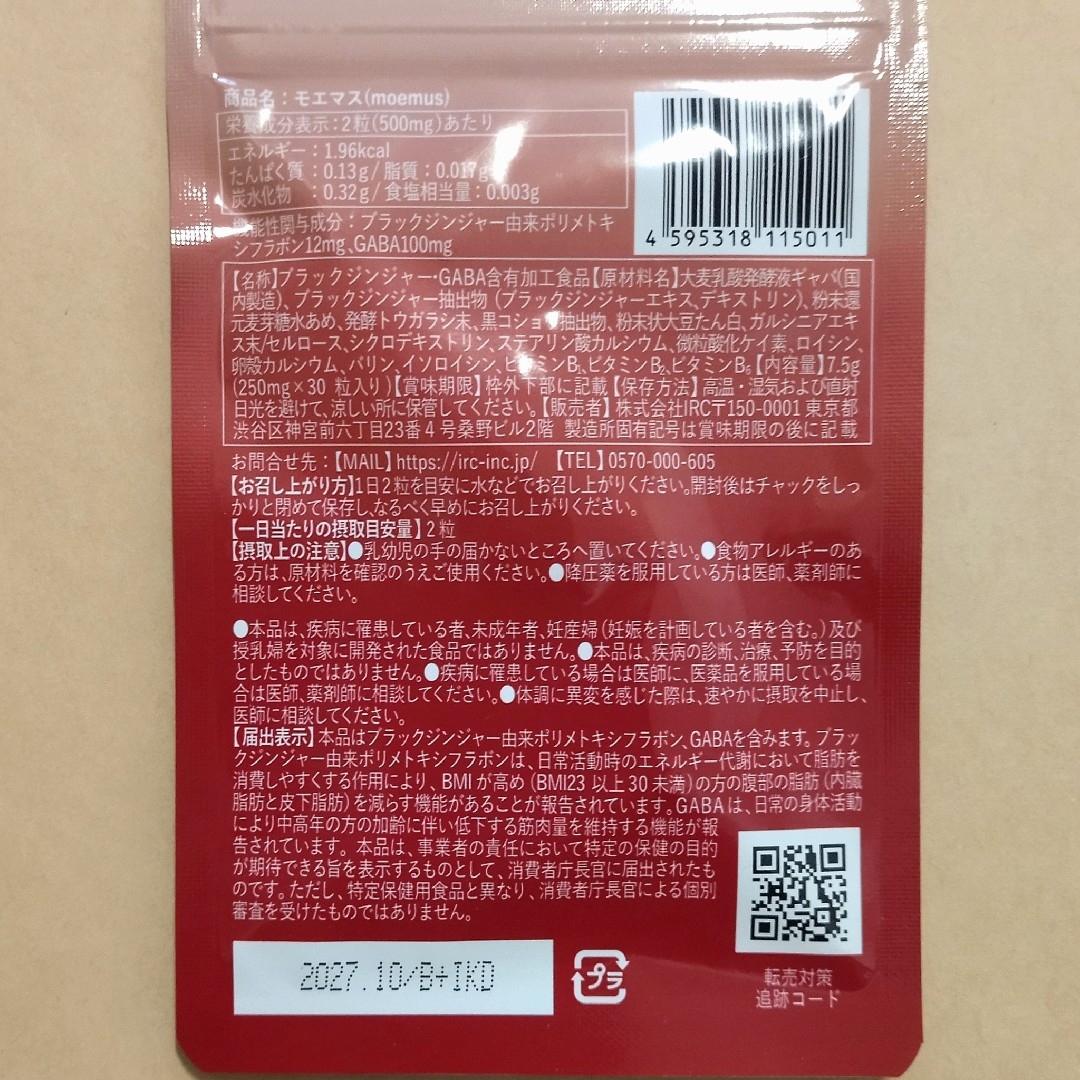 商品名：モエマス(moemus)
栄養成分表示：2粒(500mg)あたり
エネルギー：1.96kcal
たんぱく質：0.13g/脂質：0.017g
炭水化物：0.32g/食塩相当量：0.003g
機能性関与成分：ブラックジンジャー由来ポリメトキ
シフラボン12mg、GABA100mg
4 595318 115011
【名称】ブラックジンジャー・GABA含有加工食品【原材料名】大麦乳酸発酵液ギャバ(国
内製造)、ブラックジンジャー抽出物(ブラックジンジャーエキス、デキストリン)、粉末還
元麦芽糖水あめ、発酵トウガラシ末、黒コショウ抽出物、粉末状大豆たん白、ガルシニアエキ
ス末/セルロース、シクロデキストリン、ステアリン酸カルシウム、微粒酸化ケイ素、ロイシン、
卵殻カルシウム、バリン、イソロイシン、ビタミンB₁、ビタミンB₂、ビタミンB₆【内容量】7.5g
(250mg×30 粒入り)【賞味期限】枠外下部に記載【保存方法】高温・湿気および直射
日光を避けて、涼しい所に保管してください。【販売者】株式会社IRC〒150-0001 東京都
渋谷区神宮前六丁目23番4号桑野ビル2階 製造所固有記号は賞味期限の後に記載
お問合せ先：【MAIL】https://irc-inc.jp/ 【TEL】0570-000-605
【お召し上がり方】1日2粒を目安に水などでお召し上がりください。開封後はチャックをしっ
かりと閉めて保存し、なるべく早めにお召し上がりください。
【一日当たりの摂取目安量】2粒
【摂取上の注意】●乳幼児の手の届かないところへ置いてください。●食物アレルギーのあ
る方は、原材料を確認のうえご使用ください。●降圧薬を服用している方は医師、薬剤師に
相談してください。
●本品は、疾病に罹患している者、未成年者、妊産婦(妊娠を計画している者を含む。)及び
授乳婦を対象に開発された食品ではありません。●本品は、疾病の診断、治療、予防を目的
としたものではありません。●疾病に罹患している場合は医師に、医薬品を服用している場
合は医師、薬剤師に相談してください。●体調に異変を感じた際は、速やかに摂取を中止し、
医師に相談してください。
【届出表示】本品はブラックジンジャー由来ポリメトキシフラボン、GABAを含みます。ブラッ
クジンジャー由来ポリメトキシフラボンは、日常活動時のエネルギー代謝において脂肪を
消費しやすくする作用により、BMIが高め(BMI23以上30未満)の方の腹部の脂肪(内臓
脂肪と皮下脂肪)を減らす機能があることが報告されています。GABAは、日常の身体活動
により中高年の方の加齢に伴い低下する筋肉量を維持する機能が報
告されています。本品は、事業者の責任において特定の保健の目的
が期待できる旨を表示するものとして、消費者庁長官に届出されたも
のです。ただし、特定保健用食品と異なり、消費者庁長官による個別
審査を受けたものではありません。
2027.10/B+IKD
プラ
転売対策
追跡コード